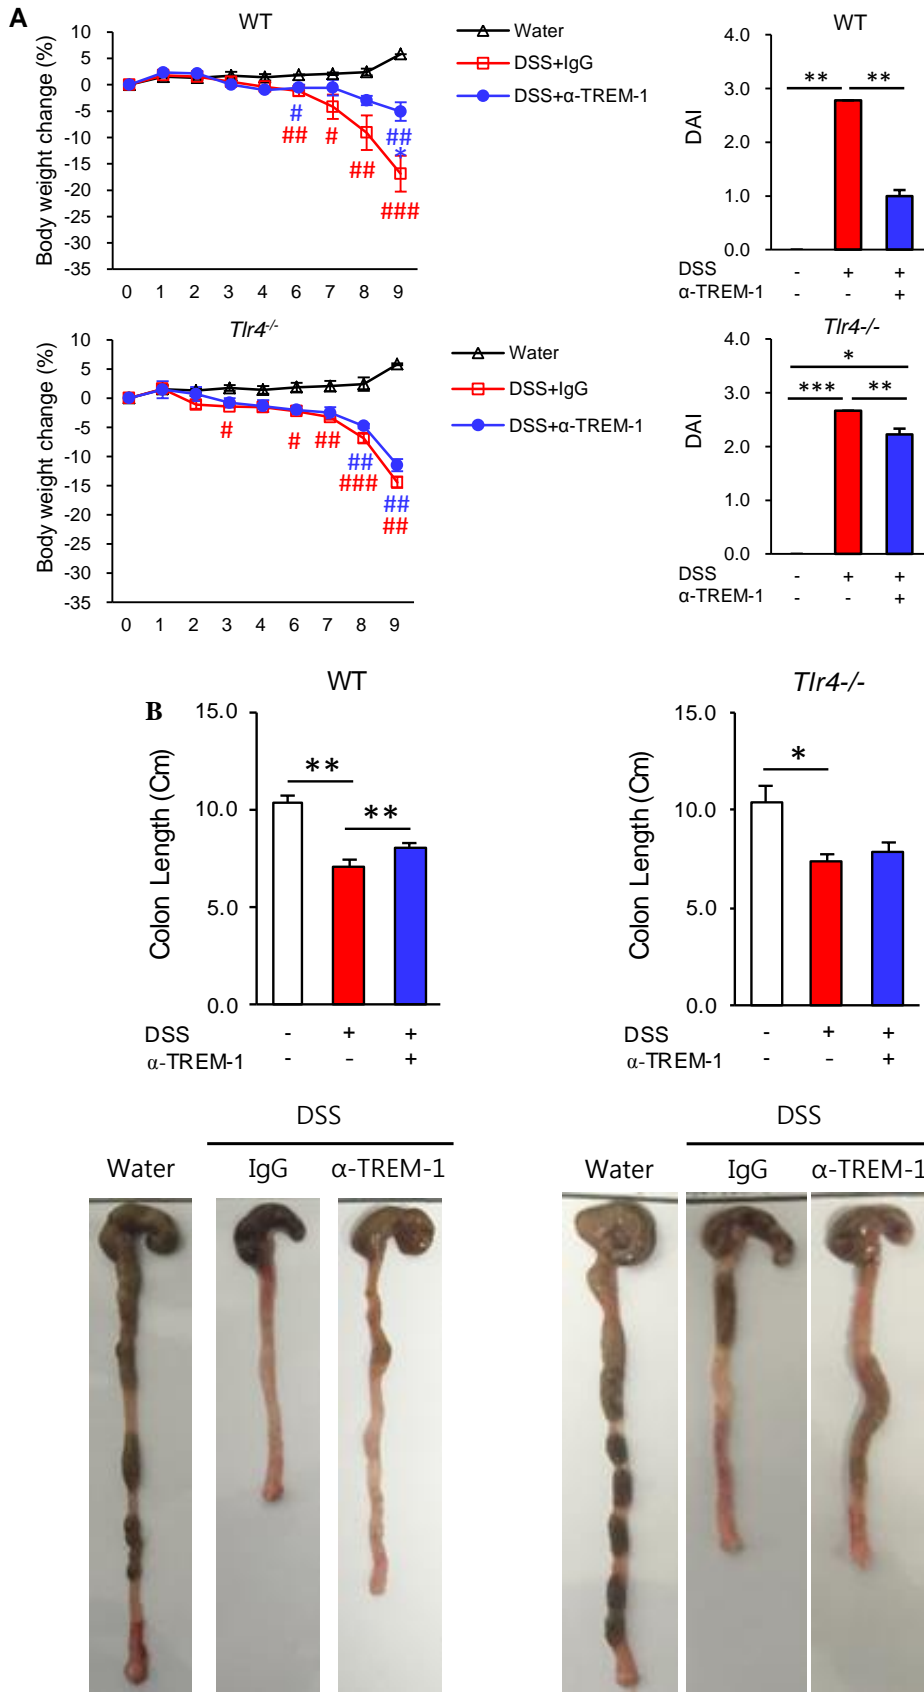 A
WT
10
5
0
-5
-10
-15
-20
-25
-30
-35
Body weight change (%)
Water
DSS+IgG
DSS+α-TREM-1
#
##
#
##
##
*
###
0 1 2 3 4 6 7 8 9
WT
4.0
3.0
2.0
1.0
0.0
DAI
** **
DSS - + +
α-TREM-1 - - +
Tlr4-/-
10
5
0
-5
-10
-15
-20
-25
-30
-35
Body weight change (%)
Water
DSS+IgG
DSS+α-TREM-1
#
#
##
##
###
##
##
0 1 2 3 4 6 7 8 9
Tlr4-/-
4.0
3.0
2.0
1.0
0.0
DAI
*
*** **
DSS - + +
α-TREM-1 - - +
B
WT
15.0
10.0
5.0
0.0
Colon Length (Cm)
**
**
DSS - + +
α-TREM-1 - - +
Tlr4-/-
15.0
10.0
5.0
0.0
Colon Length (Cm)
*
DSS - + +
α-TREM-1 - - +
DSS
Water IgG α-TREM-1
DSS
Water IgG α-TREM-1